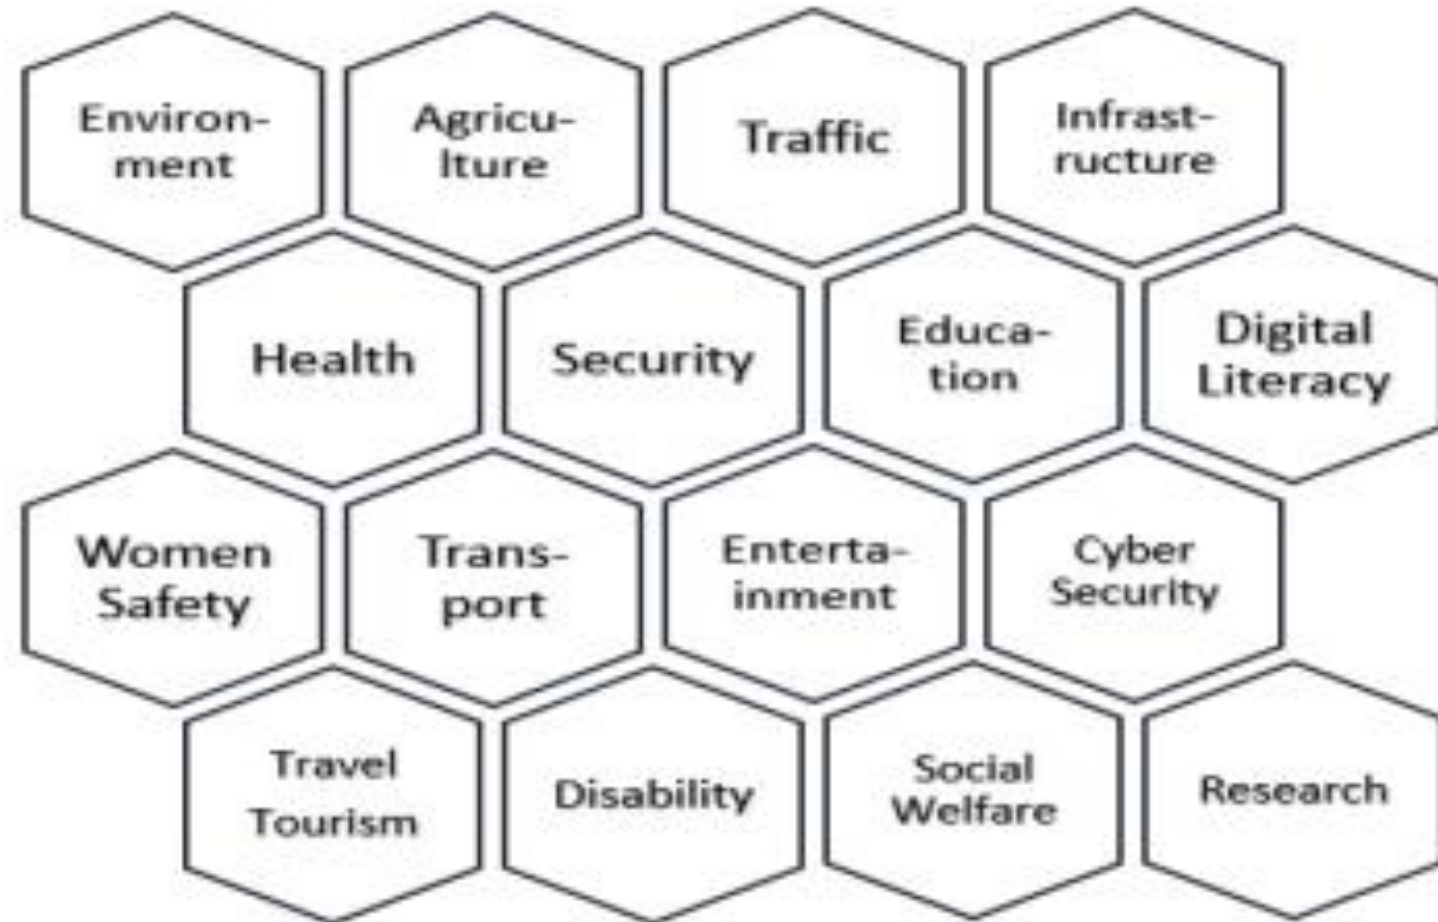 Environ-
ment
Agricu-
lture
Traffic
Infrast-
ructure
Health
Security
Educa-
tion
Digital
Literacy
Women
Safety
Trans-
port
Enterta-
inment
Cyber
Security
Travel
Tourism
Disability
Social
Welfare
Research